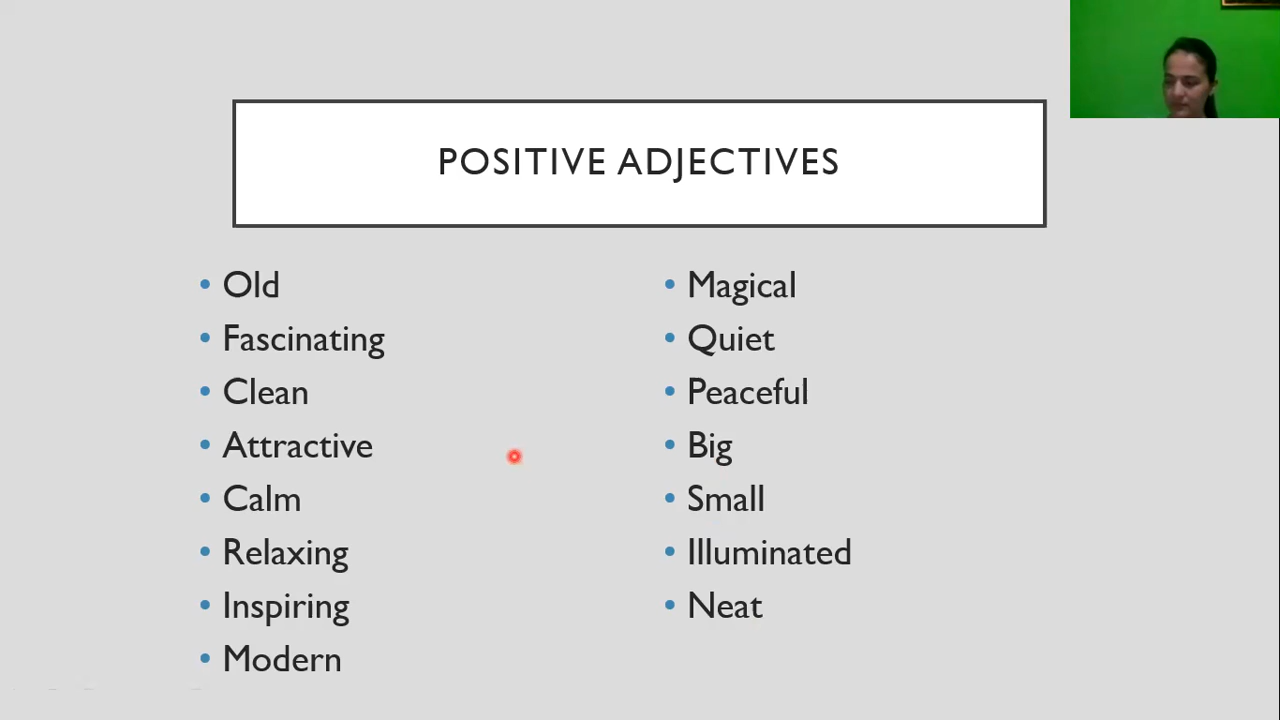 POSITIVE ADJECTIVES
• Old
• Fascinating
• Clean
• Attractive
• Calm
• Relaxing
• Inspiring
• Modern
• Magical
• Quiet
• Peaceful
• Big
• Small
• Illuminated
• Neat